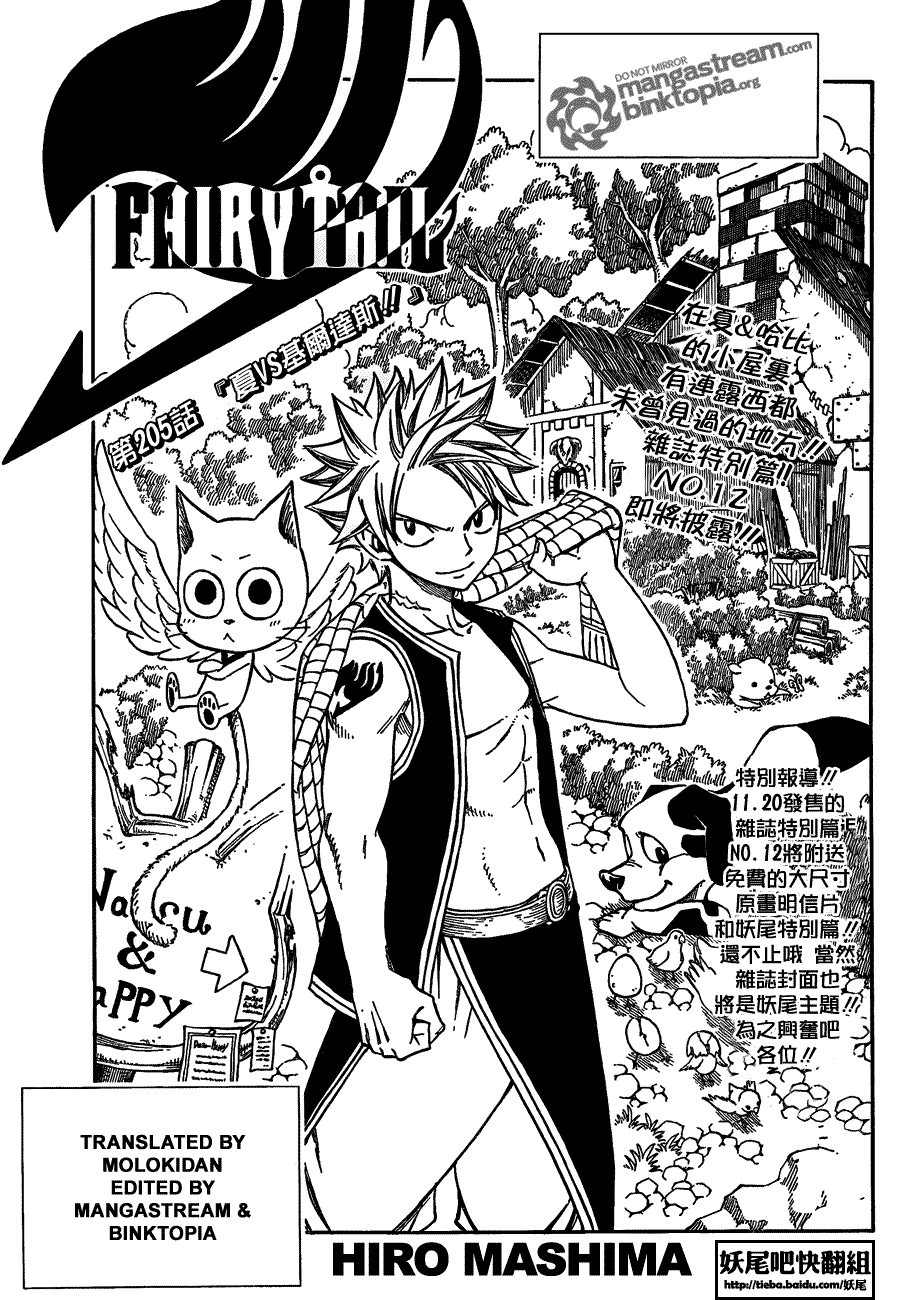 DO NOT MIRROR
mangastream.com
binktopia.org
FAIRY TAIL
第205話 『夏VS基爾達斯!!』
在夏&哈比
的小屋裏
有連露西都
未曾見過的地方!!
雜誌特別篇!!
NO.12
即將披露!!!
特別報導!!
11.20發售的
雜誌特別篇
NO.12將附送
免費的大尺寸
原畫明信片
和妖尾特別篇!!
還不止哦 當然
雜誌封面也
將是妖尾主題!!!
為之興奮吧
各位!!
Natsu
&
aPPY
TRANSLATED BY
MOLOKIDAN
EDITED BY
MANGASTREAM &
BINKTOPIA
HIRO MASHIMA
妖尾吧快翻組
http://tieba.baidu.com/妖尾